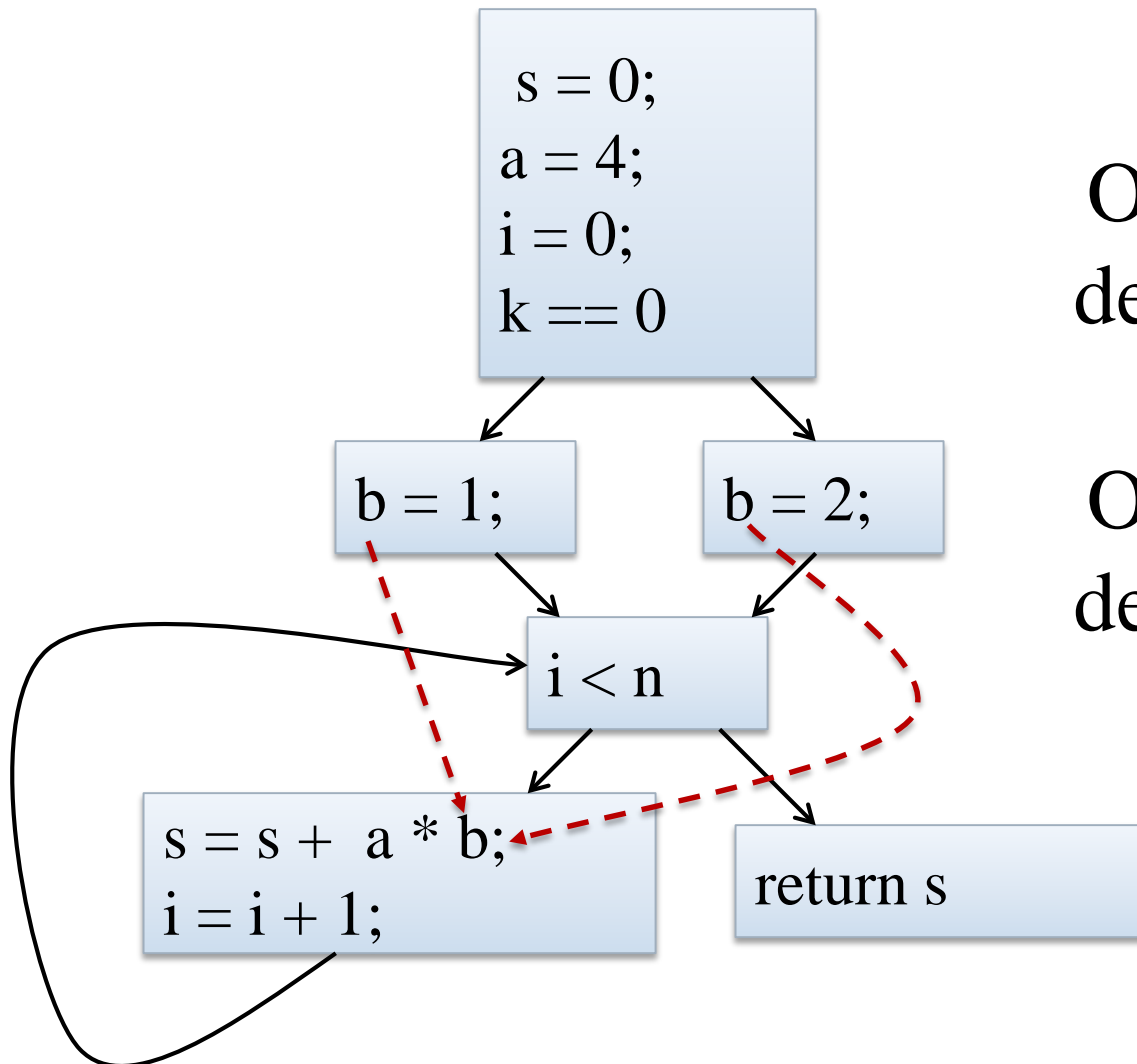 s = 0;
a = 4;
i = 0;
k == 0
b = 1;
b = 2;
i < n
s = s + a * b;
i = i + 1;
return s